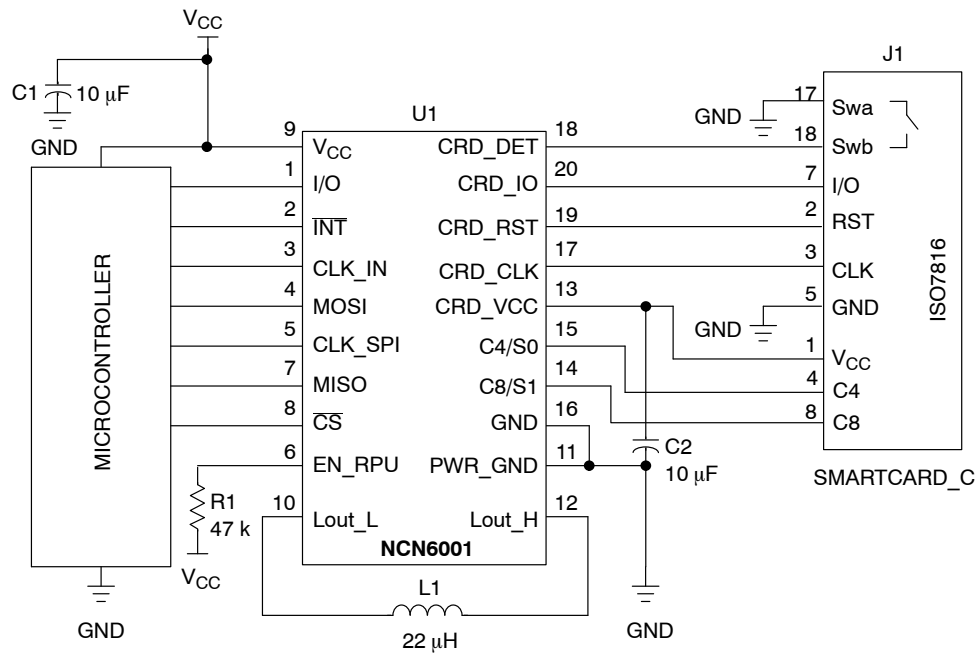 VCC
J1
C1 10 μF
GND
U1
17 Swa
GND
18 Swb
9 VCC CRD_DET 18
1 I/O CRD_IO 20
7 I/O
2 INT CRD_RST 19
2 RST
3 CLK_IN CRD_CLK 17
3 CLK
4 MOSI CRD_VCC 13
5 GND
GND
5 CLK_SPI C4/S0 15
1 VCC
7 MISO C8/S1 14
4 C4
8 CS GND 16
8 C8
6 EN_RPU PWR_GND 11
C2
10 μF
ISO7816
SMARTCARD_C
MICROCONTROLLER
R1
47 k
VCC
10 Lout_L Lout_H 12
NCN6001
L1
22 μH
GND
GND